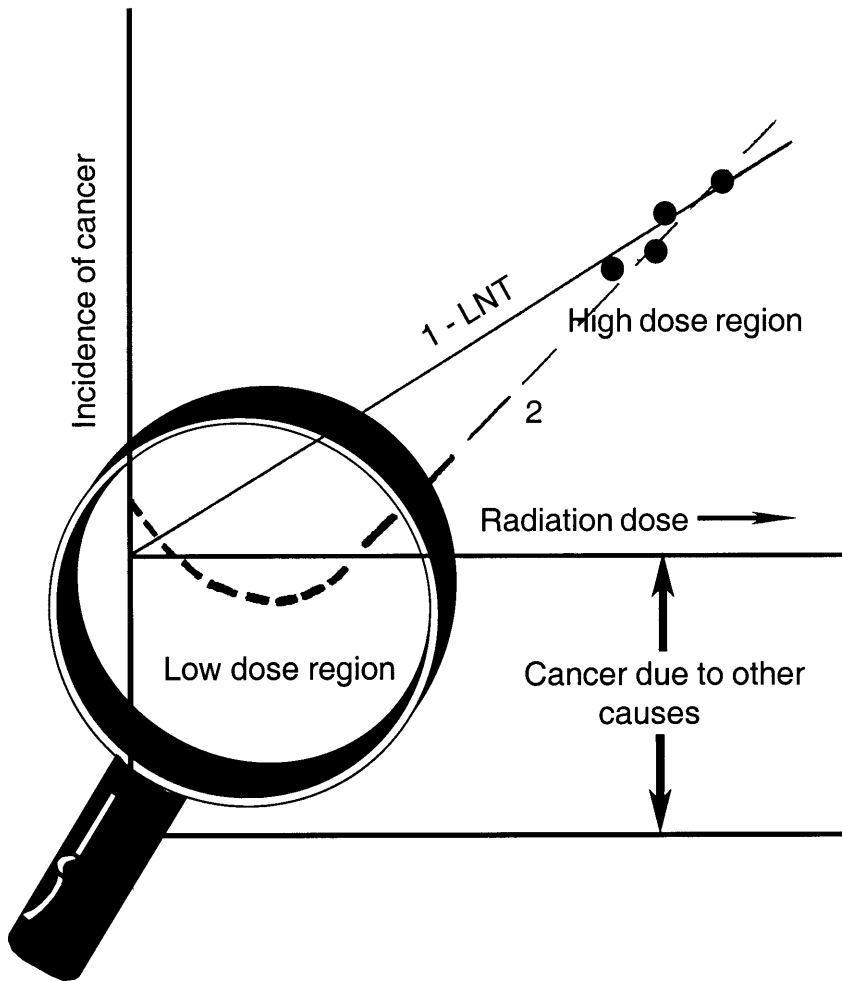 Incidence of cancer
1 - LNT
High dose region
2
Radiation dose
Low dose region
Cancer due to other
causes